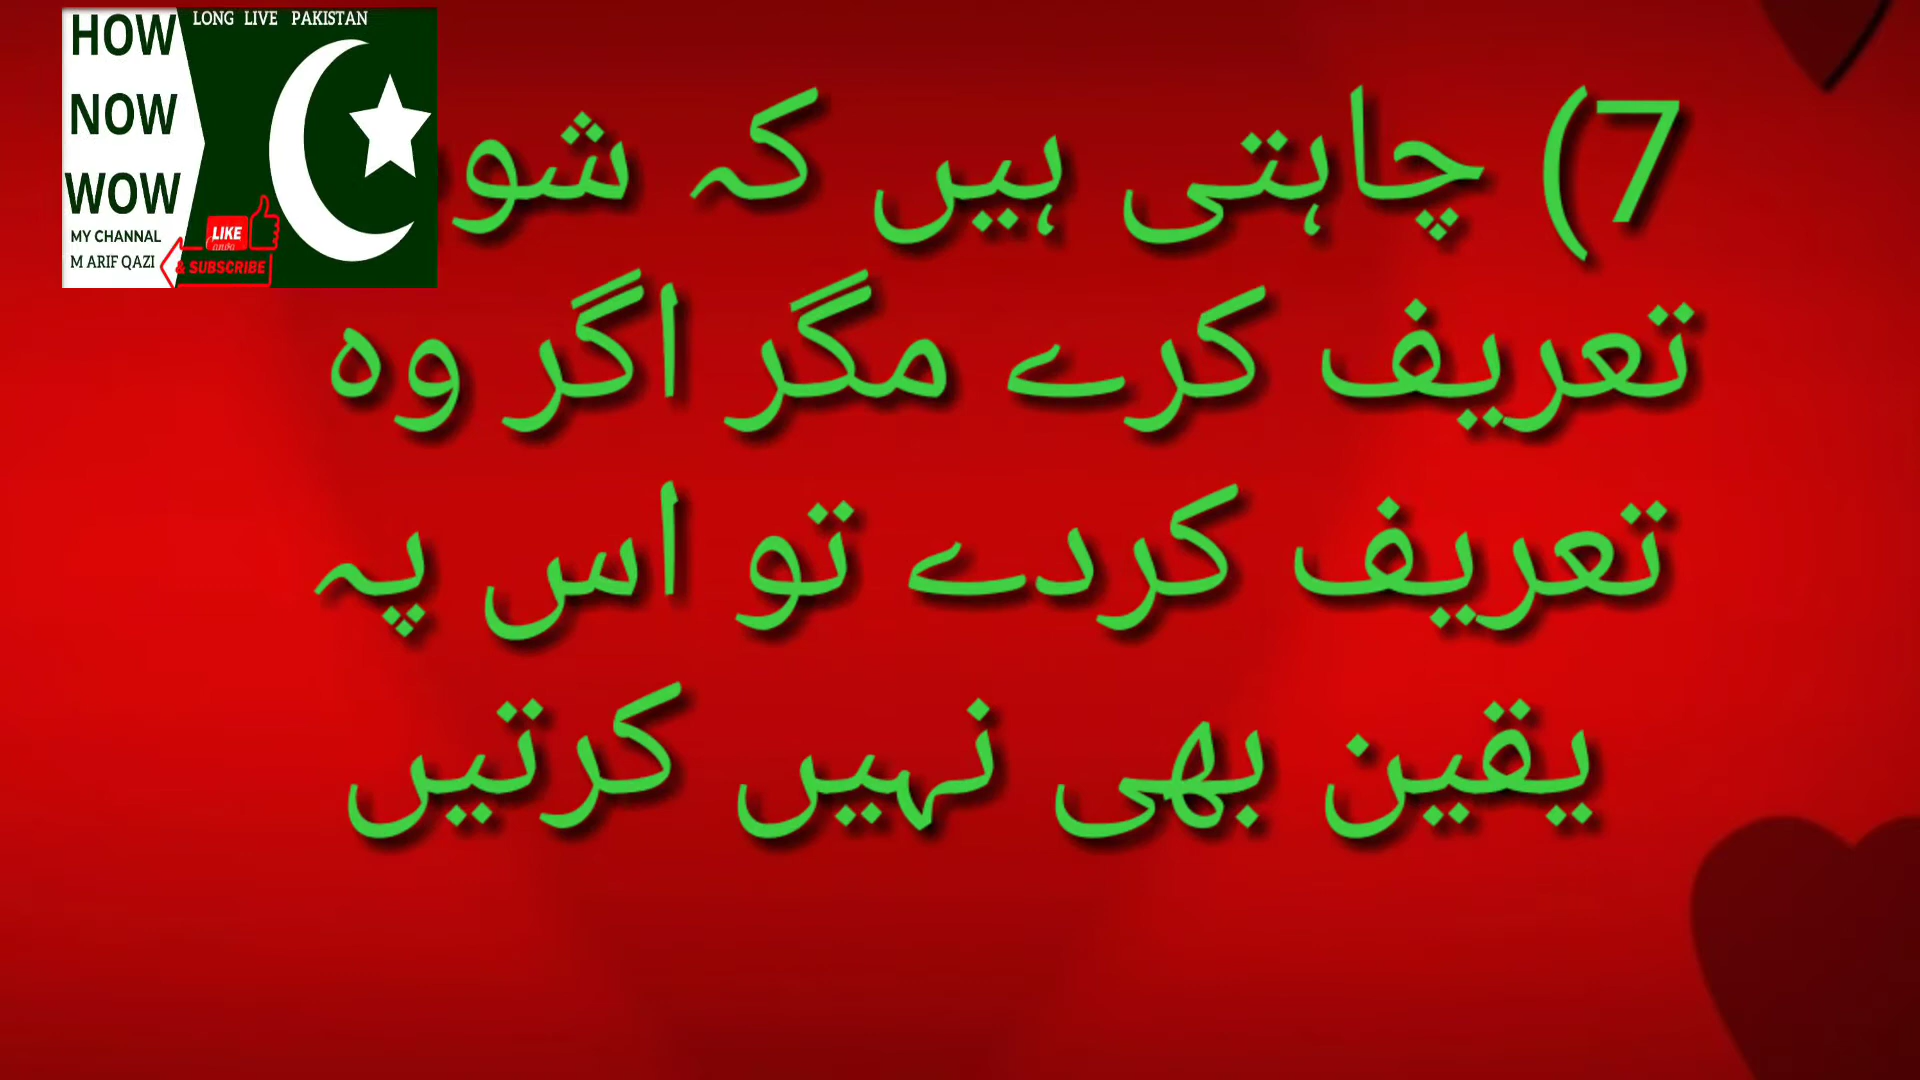 HOW
NOW
WOW
MY CHANNAL
M ARIF QAZI
LONG LIVE PAKISTAN
LIKE
& SUBSCRIBE
7) چاہتی ہیں کہ شو
تعریف کرے مگر اگر وہ
تعریف کردے تو اس پہ
یقین بھی نہیں کرتیں